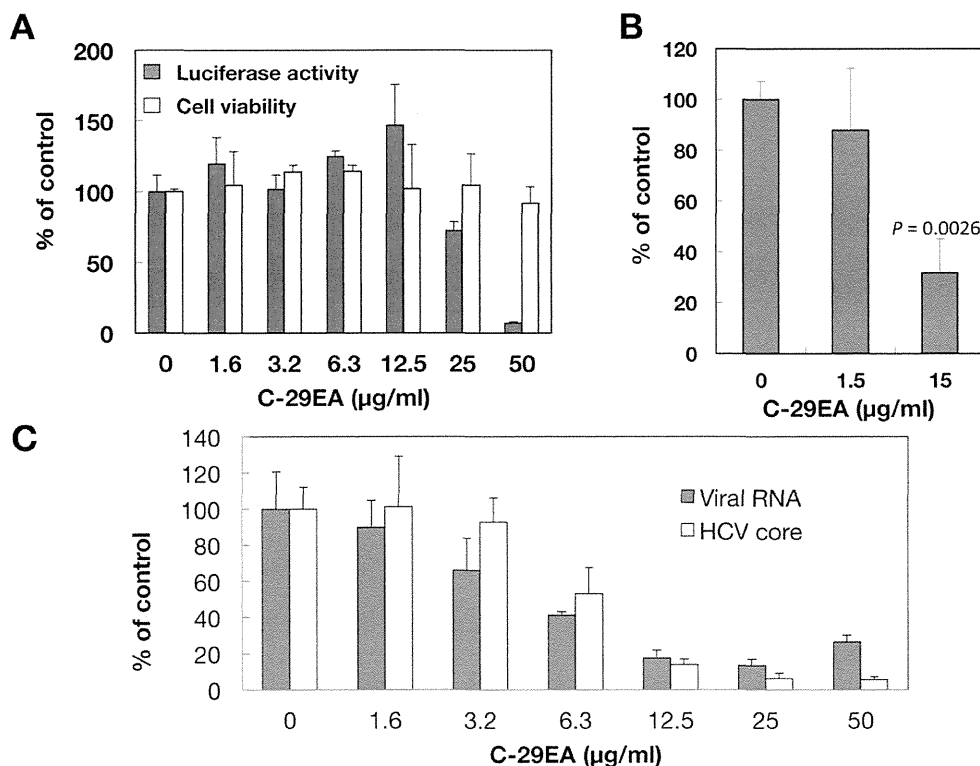 A
200
150
100
50
0
% of control
Luciferase activity
Cell viability
0 1.6 3.2 6.3 12.5 25 50
C-29EA (µg/ml)
B
120
100
80
60
40
20
0
% of control
P = 0.0026
0 1.5 15
C-29EA (µg/ml)
C
140
120
100
80
60
40
20
0
% of control
Viral RNA
HCV core
0 1.6 3.2 6.3 12.5 25 50
C-29EA (µg/ml)